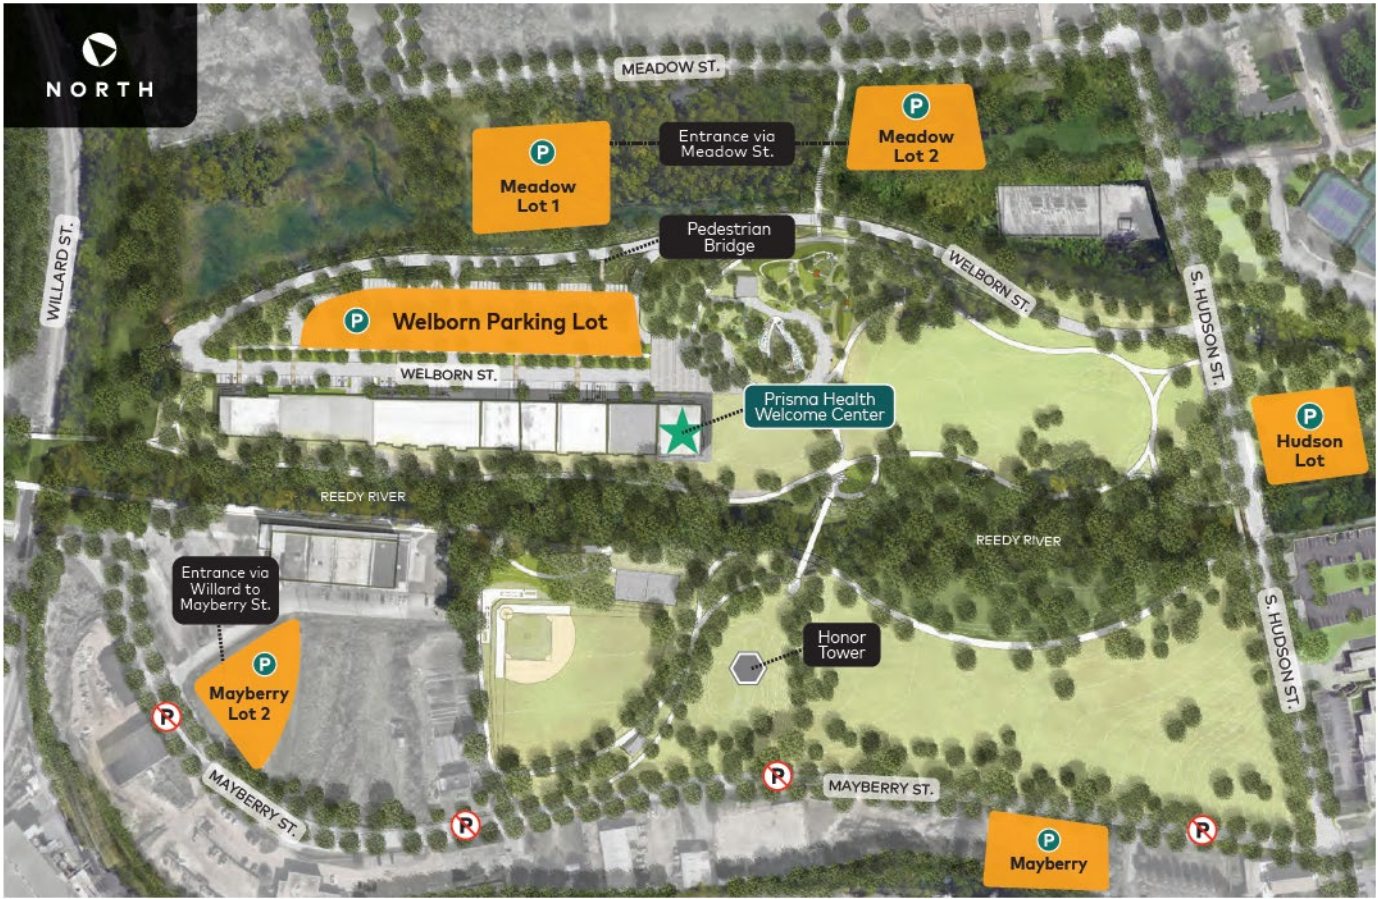 NORTH
MEADOW ST.
P
Meadow
Lot 1
Entrance via
Meadow St.
P
Meadow
Lot 2
Pedestrian
Bridge
WILLARD ST.
WELBORN ST.
S. HUDSON ST.
P Welborn Parking Lot
WELBORN ST.
Prisma Health
Welcome Center
P
Hudson
Lot
REEDY RIVER
REEDY RIVER
Entrance via
Willard to
Mayberry St.
P
Mayberry
Lot 2
Honor
Tower
S. HUDSON ST.
P
P
MAYBERRY ST.
MAYBERRY ST.
P
P
P
Mayberry